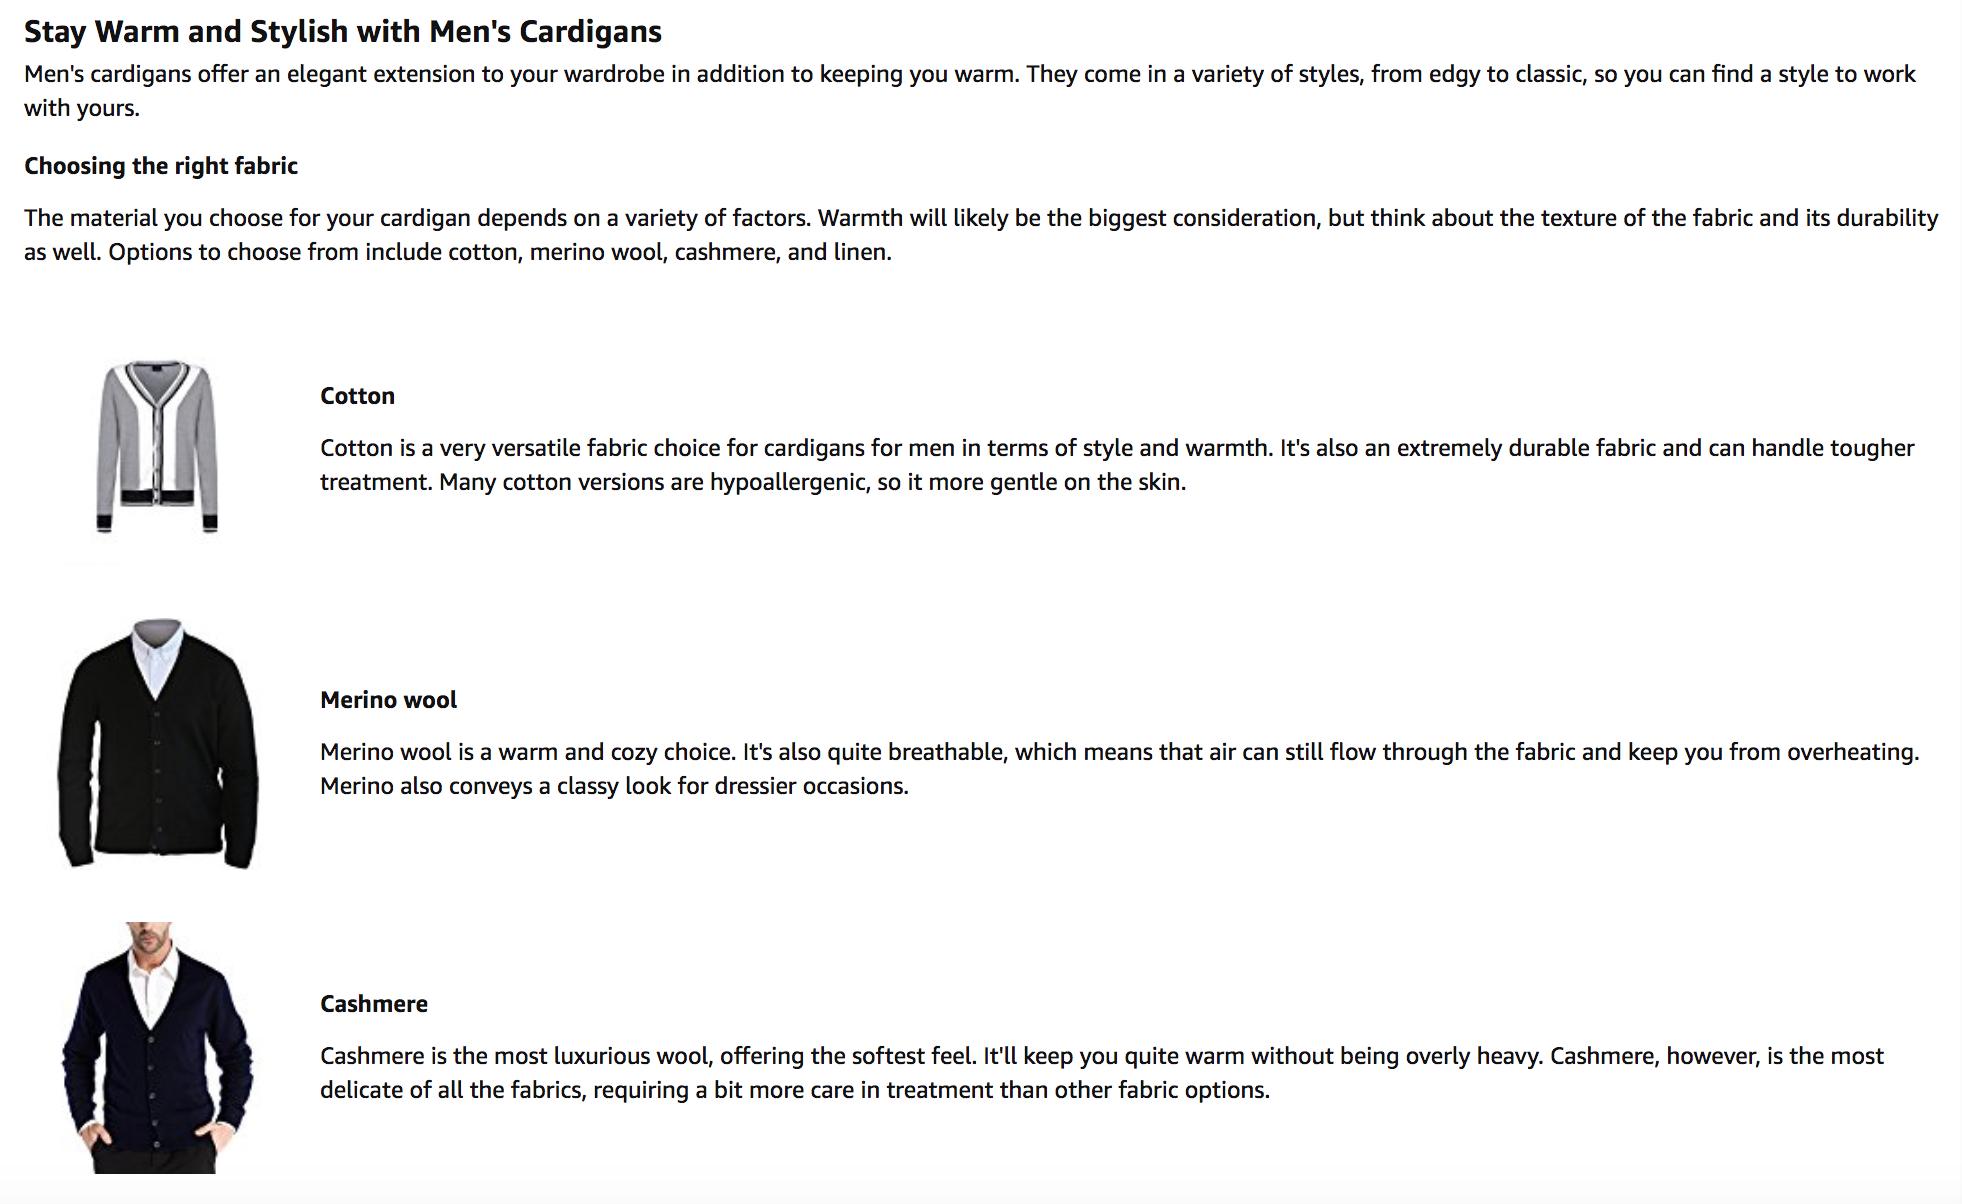 Stay Warm and Stylish with Men's Cardigans
Men's cardigans offer an elegant extension to your wardrobe in addition to keeping you warm. They come in a variety of styles, from edgy to classic, so you can find a style to work
with yours.
Choosing the right fabric
The material you choose for your cardigan depends on a variety of factors. Warmth will likely be the biggest consideration, but think about the texture of the fabric and its durability
as well. Options to choose from include cotton, merino wool, cashmere, and linen.
Cotton
Cotton is a very versatile fabric choice for cardigans for men in terms of style and warmth. It's also an extremely durable fabric and can handle tougher
treatment. Many cotton versions are hypoallergenic, so it more gentle on the skin.
Merino wool
Merino wool is a warm and cozy choice. It's also quite breathable, which means that air can still flow through the fabric and keep you from overheating.
Merino also conveys a classy look for dressier occasions.
Cashmere
Cashmere is the most luxurious wool, offering the softest feel. It'll keep you quite warm without being overly heavy. Cashmere, however, is the most
delicate of all the fabrics, requiring a bit more care in treatment than other fabric options.